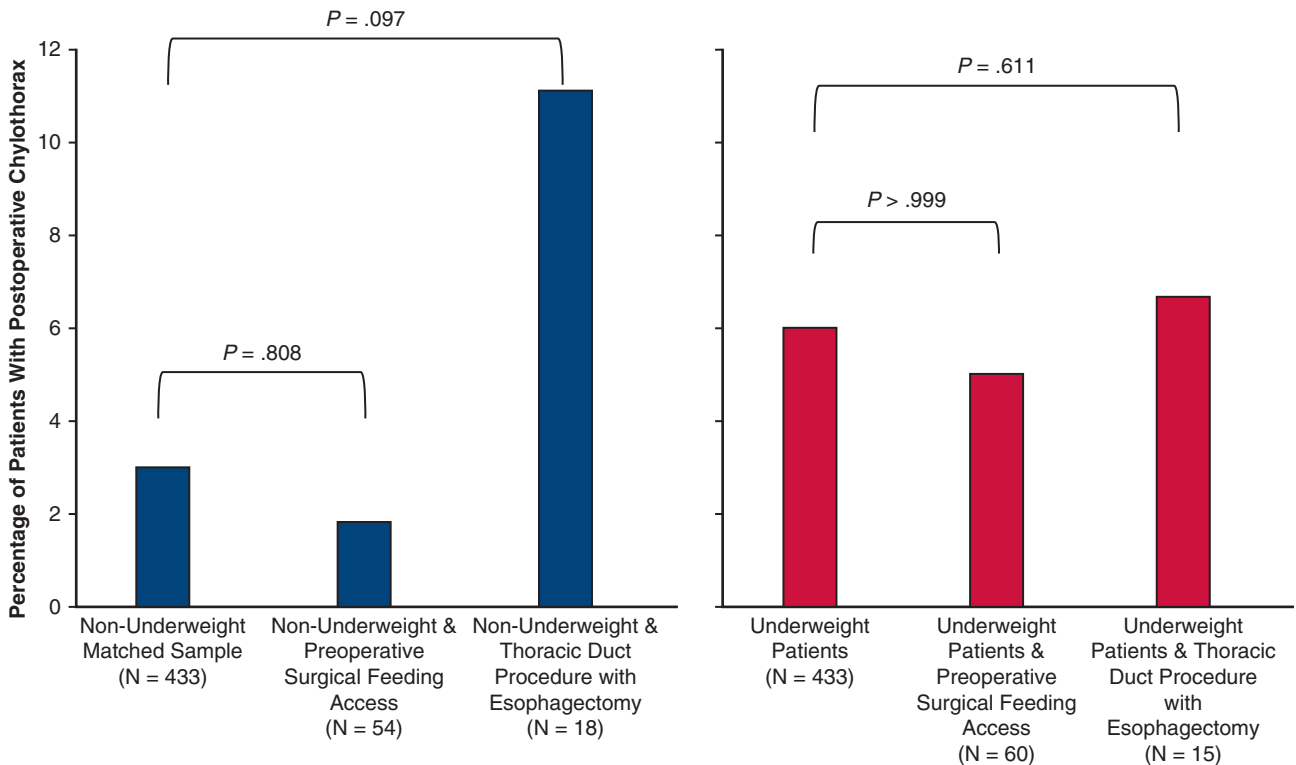 Percentage of Patients With Postoperative Chylothorax
12
10
8
6
4
2
0
P = .097
P = .808
Non-Underweight
Matched Sample
(N = 433)
Non-Underweight &
Preoperative
Surgical Feeding
Access
(N = 54)
Non-Underweight &
Thoracic Duct
Procedure with
Esophagectomy
(N = 18)
P = .611
P > .999
Underweight
Patients
(N = 433)
Underweight
Patients &
Preoperative
Surgical Feeding
Access
(N = 60)
Underweight
Patients & Thoracic
Duct Procedure
with
Esophagectomy
(N = 15)